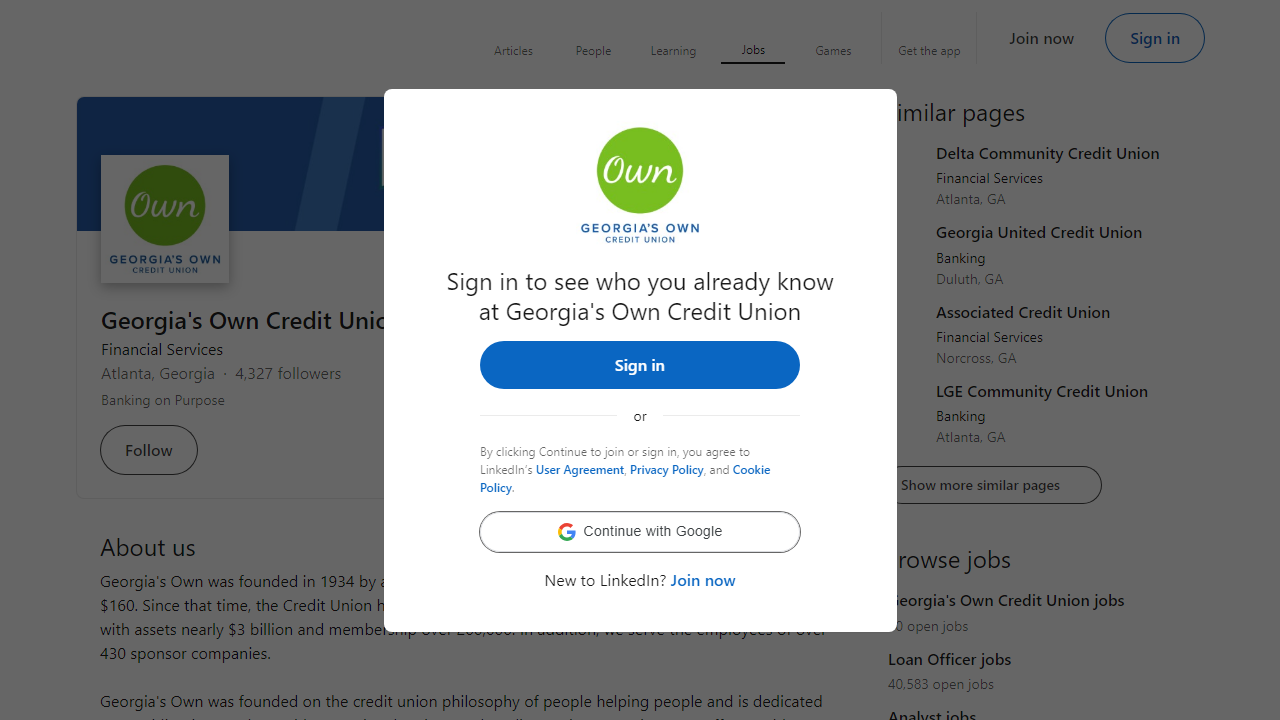 Articles
People
Learning
Jobs
Games
Get the app
Join now
Sign in
Own
GEORGIA'S OWN
CREDIT UNION
Georgia's Own Credit Unio
Financial Services
Atlanta, Georgia · 4,327 followers
Banking on Purpose
Follow
About us
Georgia's Own was founded in 1934 by a
$160. Since that time, the Credit Union h
with assets nearly $3 billion and membership over 200,000. In addition, we serve the employees of over
430 sponsor companies.
Georgia's Own was founded on the credit union philosophy of people helping people and is dedicated
Own
GEORGIA'S OWN
CREDIT UNION
Sign in to see who you already know
at Georgia's Own Credit Union
Sign in
or
By clicking Continue to join or sign in, you agree to
LinkedIn's User Agreement, Privacy Policy, and Cookie
Policy.
Continue with Google
New to LinkedIn? Join now
imilar pages
Delta Community Credit Union
Financial Services
Atlanta, GA
Georgia United Credit Union
Banking
Duluth, GA
Associated Credit Union
Financial Services
Norcross, GA
LGE Community Credit Union
Banking
Atlanta, GA
Show more similar pages
rowse jobs
Georgia's Own Credit Union jobs
0 open jobs
Loan Officer jobs
40,583 open jobs
Analyst jobs